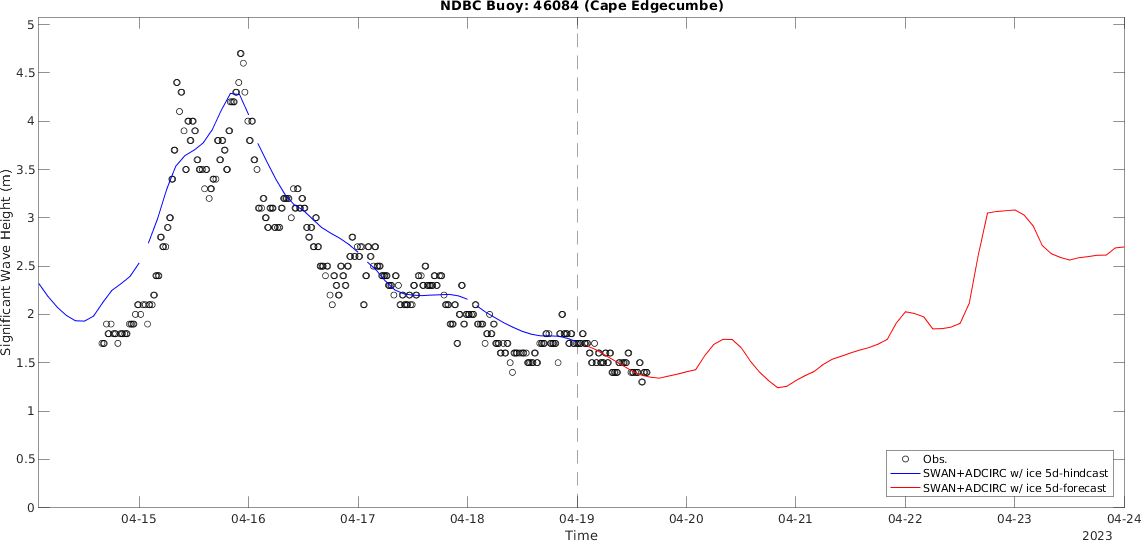 NDBC Buoy: 46084 (Cape Edgecumbe)
5
4.5
4
3.5
3
2.5
2
1.5
1
0.5
0
Significant Wave Height (m)
Obs.
SWAN+ADCIRC w/ ice 5d-hindcast
SWAN+ADCIRC w/ ice 5d-forecast
04-15 04-16 04-17 04-18 04-19 04-20 04-21 04-22 04-23 04-24
Time
2023